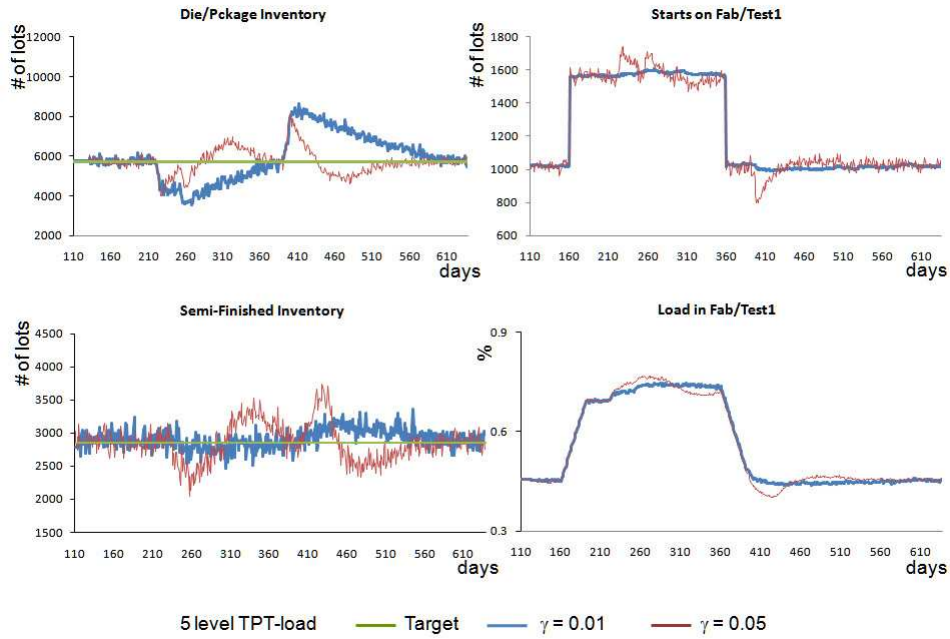 Die/Pckage Inventory
# of lots
12000
10000
8000
6000
4000
2000
110 160 210 260 310 360 410 460 510 560 610
days
Starts on Fab/Test1
# of lots
1800
1600
1400
1200
1000
800
600
110 160 210 260 310 360 410 460 510 560 610
days
Semi-Finished Inventory
# of lots
4500
4000
3500
3000
2500
2000
1500
110 160 210 260 310 360 410 460 510 560 610
days
Load in Fab/Test1
%
0.9
0.6
0.3
110 160 210 260 310 360 410 460 510 560 610
days
5 level TPT-load Target γ = 0.01 γ = 0.05